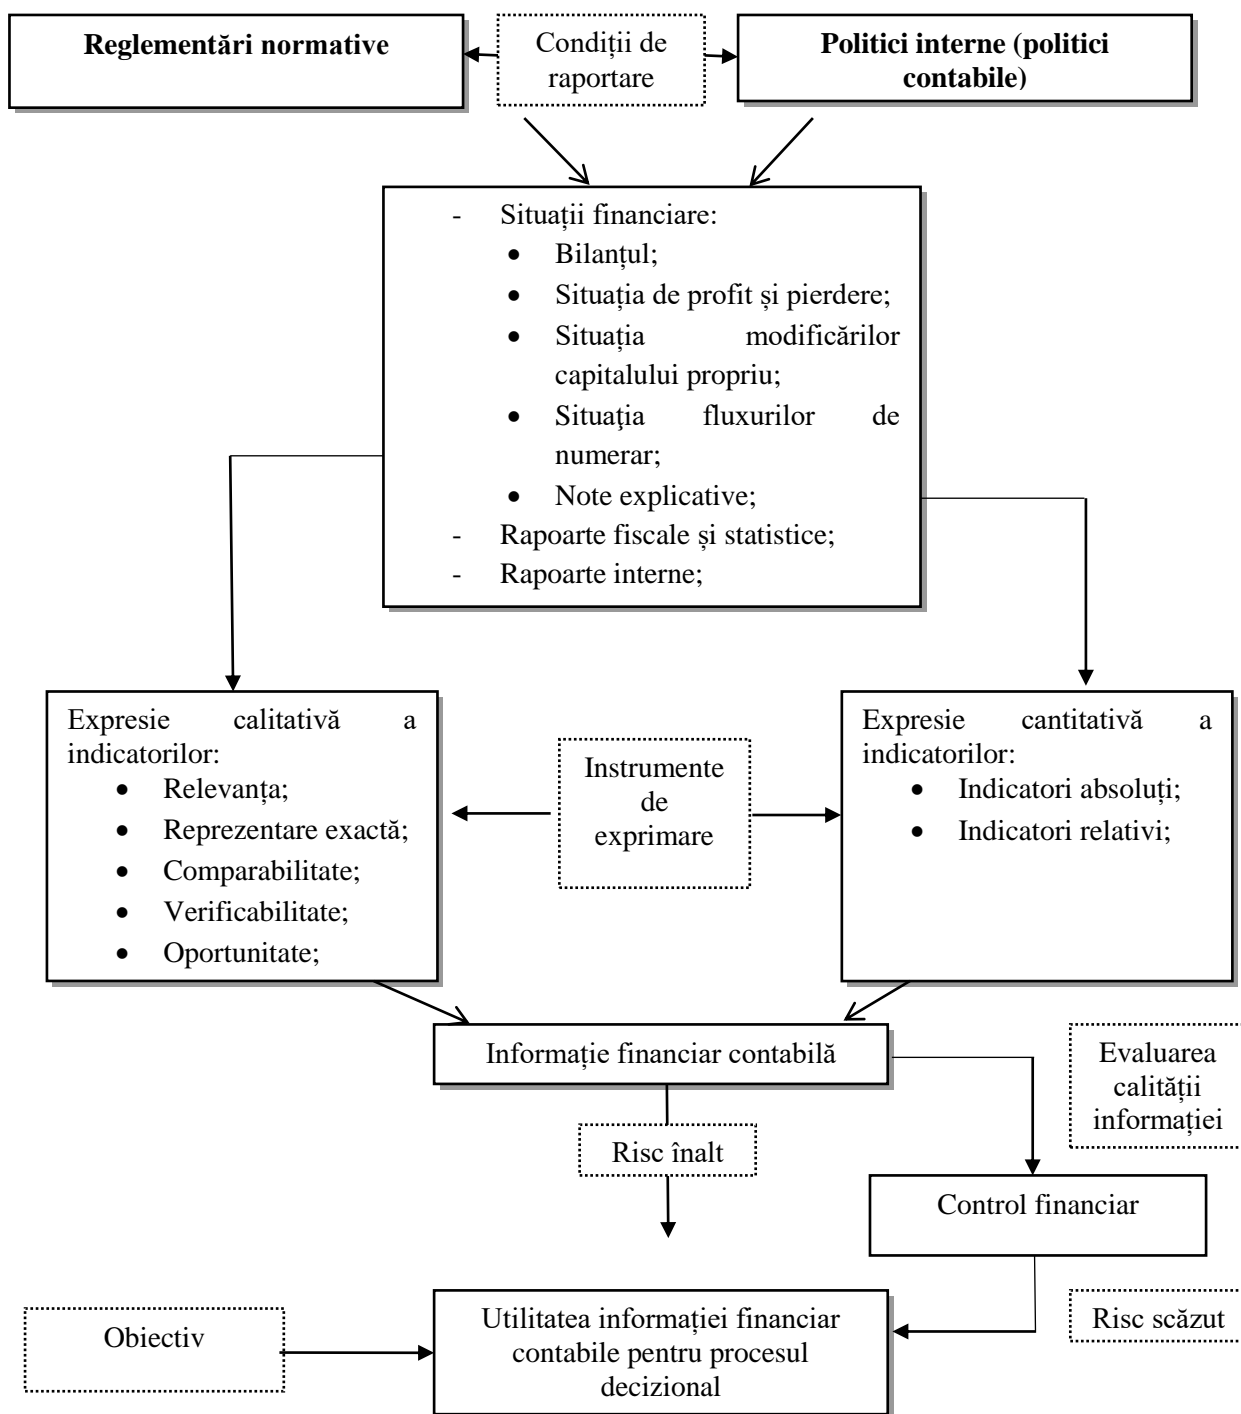 Reglementări normative
Condiții de
raportare
Politici interne (politici
contabile)
- Situații financiare:
• Bilanțul;
• Situația de profit și pierdere;
• Situația modificărilor
capitalului propriu;
• Situaţia fluxurilor de
numerar;
• Note explicative;
- Rapoarte fiscale și statistice;
- Rapoarte interne;
Expresie calitativă a
indicatorilor:
• Relevanța;
• Reprezentare exactă;
• Comparabilitate;
• Verificabilitate;
• Oportunitate;
Instrumente
de
exprimare
Expresie cantitativă a
indicatorilor:
• Indicatori absoluți;
• Indicatori relativi;
Informație financiar contabilă
Evaluarea
calității
informației
Risc înalt
Control financiar
Obiectiv
Utilitatea informației financiar
contabile pentru procesul
decizional
Risc scăzut